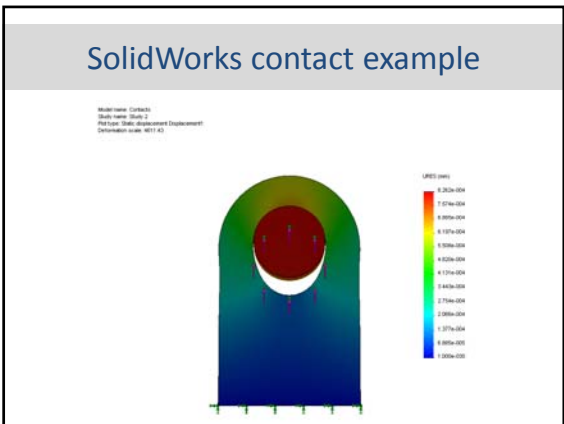 SolidWorks contact example
Model name: Contacts
Study name: Study 2
Plot type: Static displacement Displacement1
Deformation scale: 4611.43
URES (mm)
8.262e-004
7.574e-004
6.885e-004
6.197e-004
5.508e-004
4.820e-004
4.131e-004
3.443e-004
2.754e-004
2.066e-004
1.377e-004
6.885e-005
1.000e-030